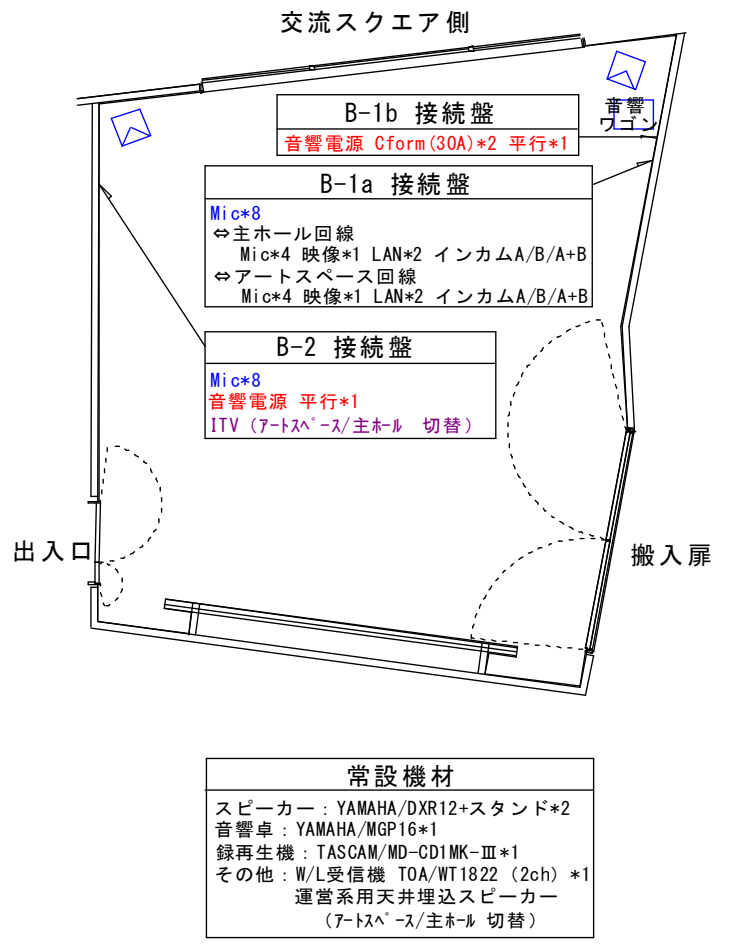 交流スクエア側
B-1b 接続盤
音響電源 Cform(30A)*2 平行*1
音響
ワゴン
B-1a 接続盤
Mic*8
⇔主ホール回線
Mic*4 映像*1 LAN*2 インカムA/B/A+B
⇔アートスペース回線
Mic*4 映像*1 LAN*2 インカムA/B/A+B
B-2 接続盤
Mic*8
音響電源 平行*1
ITV (ｱｰﾄｽﾍﾟｰｽ/主ﾎｰﾙ 切替)
出入口
搬入扉
常設機材
スピーカー：YAMAHA/DXR12+スタンド*2
音響卓：YAMAHA/MGP16*1
録再生機：TASCAM/MD-CD1MK-Ⅲ*1
その他：W/L受信機 TOA/WT1822 (2ch) *1
運営系用天井埋込スピーカー
(ｱｰﾄｽﾍﾟｰｽ/主ﾎｰﾙ 切替)